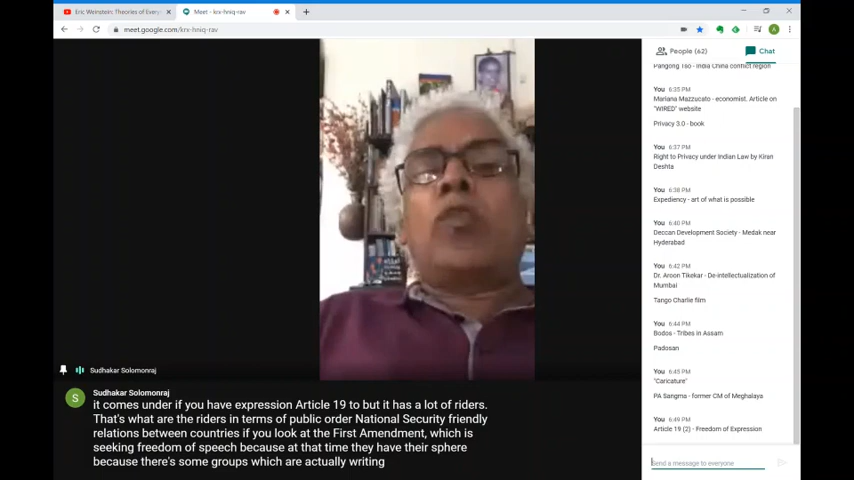 Eric Weinstein: Theories of Every
Meet - krv-hniq-rav
meet.google.com/krv-hniq-rav
People (62)
Chat
Pangong Tso - India China conflict region
You 6:35 PM
Mariana Mazzucato - economist. Article on
"WIRED" website
Privacy 3.0 - book
You 6:37 PM
Right to Privacy under Indian Law by Kiran
Deshta
You 6:38 PM
Expediency - art of what is possible
You 6:40 PM
Deccan Development Society - Medak near
Hyderabad
You 6:42 PM
Dr. Aroon Tikekar - De-intellectualization of
Mumbai
Tango Charlie film
You 6:44 PM
Bodos - Tribes in Assam
Padosan
You 6:45 PM
"Caricature"
PA Sangma - former CM of Meghalaya
You 6:49 PM
Article 19 (2) - Freedom of Expression
Send a message to everyone
Sudhakar Solomonraj
S
Sudhakar Solomonraj
it comes under if you have expression Article 19 to but it has a lot of riders.
That's what are the riders in terms of public order National Security friendly
relations between countries if you look at the First Amendment, which is
seeking freedom of speech because at that time they have their sphere
because there's some groups which are actually writing